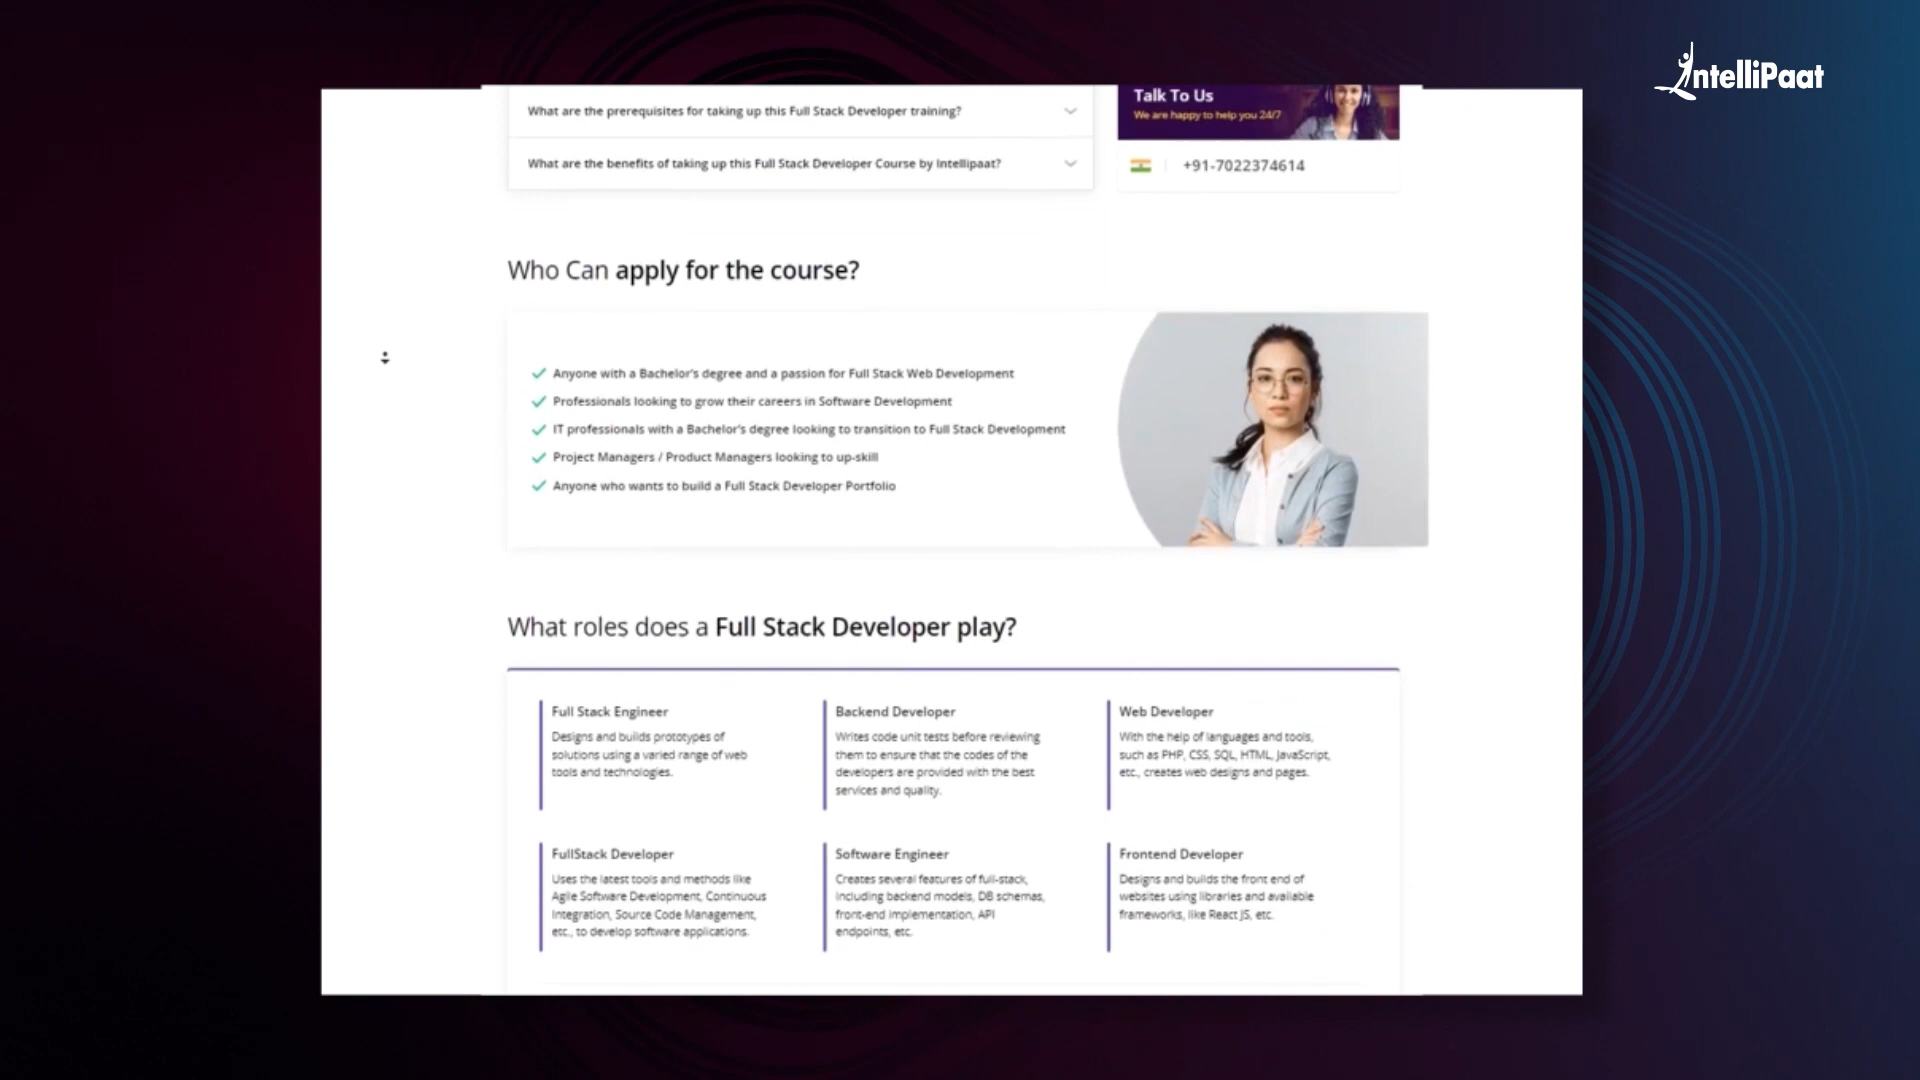 IntelliPaat
What are the prerequisites for taking up this Full Stack Developer training?
What are the benefits of taking up this Full Stack Developer Course by Intellipaat?
Talk To Us
We are happy to help you 24/7
+91-7022374614
Who Can apply for the course?
Anyone with a Bachelor's degree and a passion for Full Stack Web Development
Professionals looking to grow their careers in Software Development
IT professionals with a Bachelor's degree looking to transition to Full Stack Development
Project Managers / Product Managers looking to up-skill
Anyone who wants to build a Full Stack Developer Portfolio
What roles does a Full Stack Developer play?
Full Stack Engineer
Designs and builds prototypes of
solutions using a varied range of web
tools and technologies.
Backend Developer
Writes code unit tests before reviewing
them to ensure that the codes of the
developers are provided with the best
services and quality.
Web Developer
With the help of languages and tools,
such as PHP, CSS, SQL, HTML, JavaScript,
etc., creates web designs and pages.
FullStack Developer
Uses the latest tools and methods like
Agile Software Development, Continuous
Integration, Source Code Management,
etc., to develop software applications.
Software Engineer
Creates several features of full-stack,
including backend models, DB schemas,
front-end implementation, API
endpoints, etc.
Frontend Developer
Designs and builds the front end of
websites using libraries and available
frameworks, like React JS, etc.